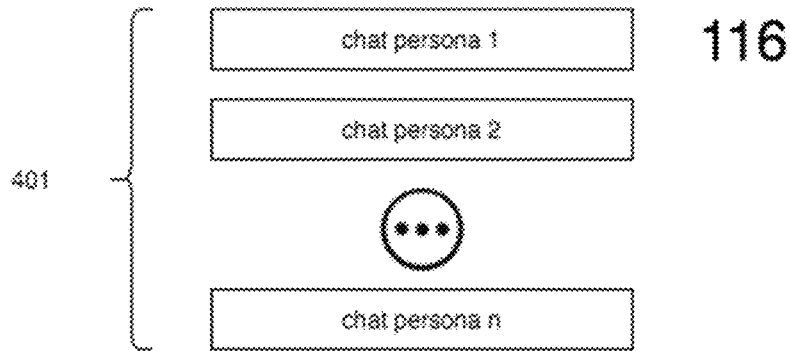 chat persona 1
116
chat persona 2
401
chat persona n